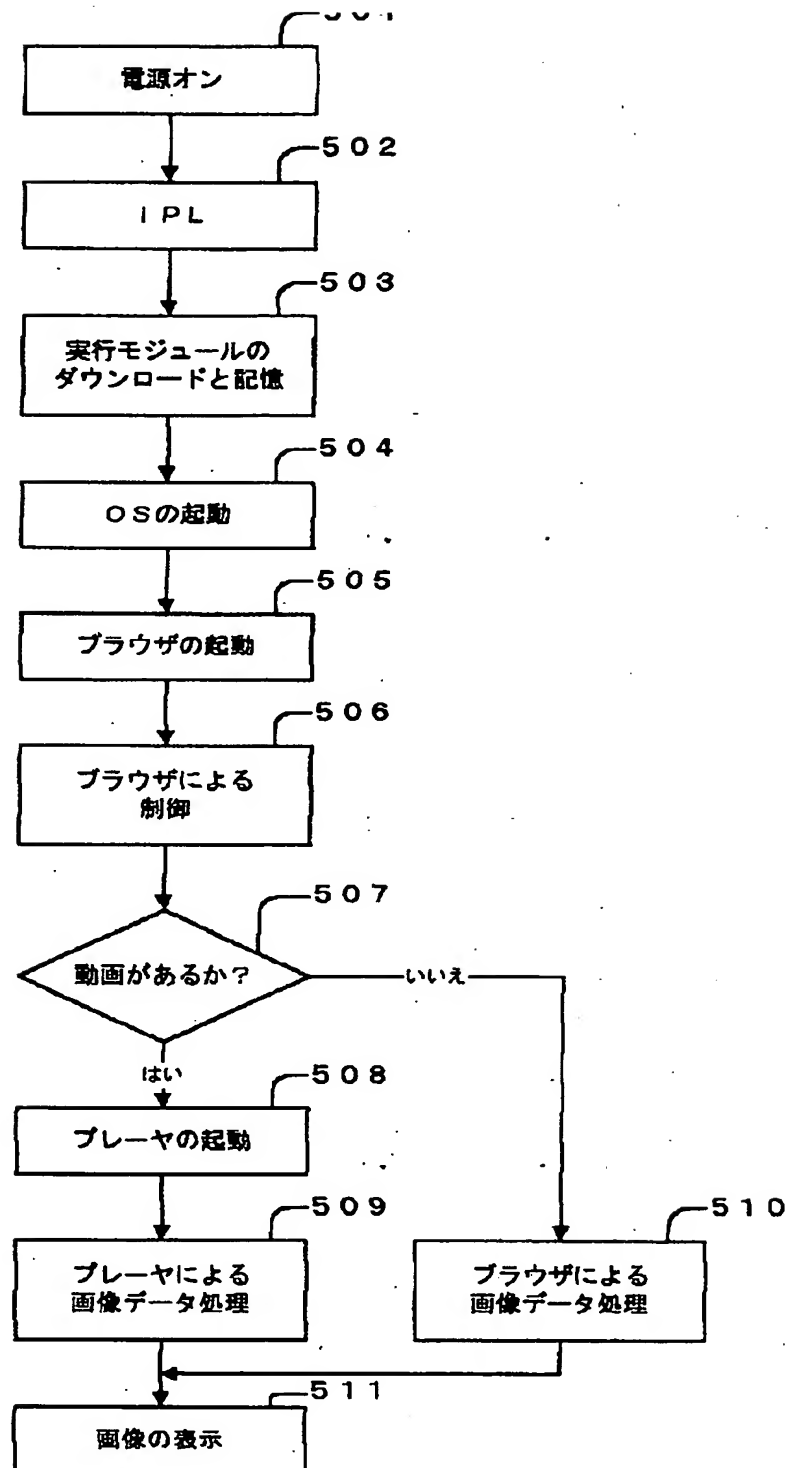 電源オン
502
IPL
503
実行モジュールの
ダウンロードと記憶
504
OSの起動
505
ブラウザの起動
506
ブラウザによる
制御
507
動画があるか?
いいえ
はい
508
プレーヤの起動
509
プレーヤによる
画像データ処理
510
ブラウザによる
画像データ処理
511
画像の表示